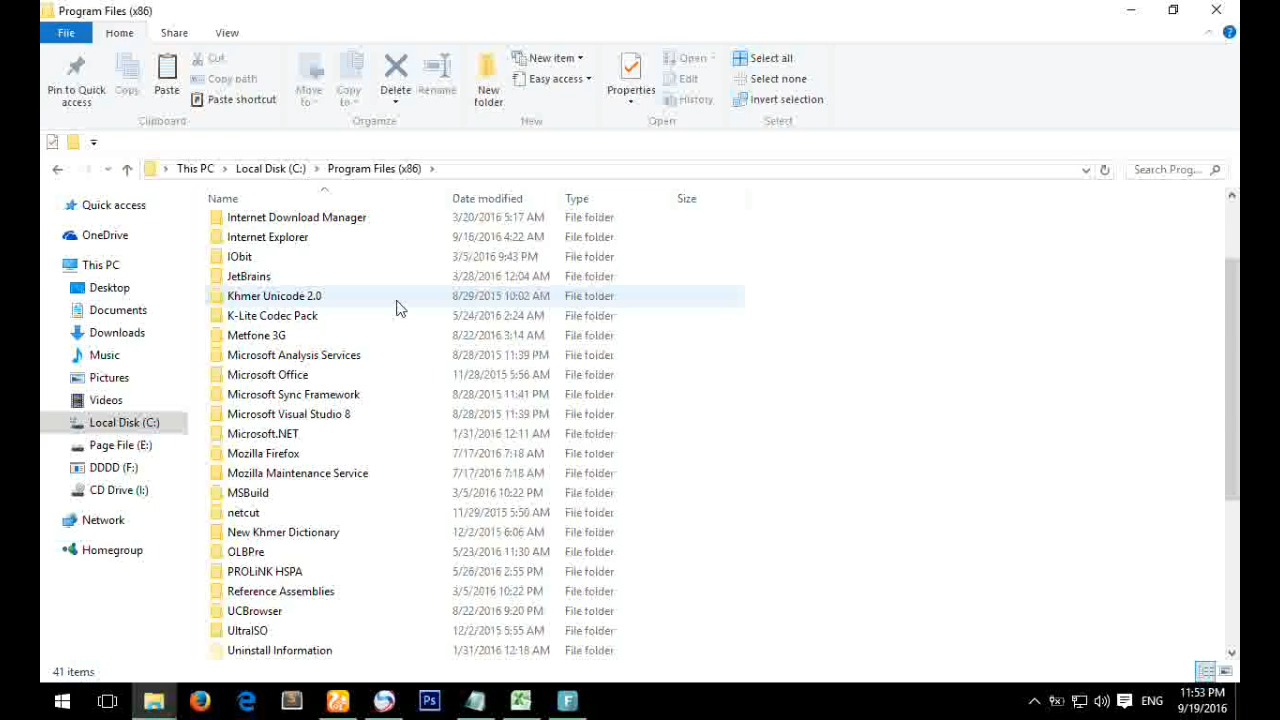 Program Files (x86)
File Home Share View
Pin to Quick access
Copy
Paste
Cut
Copy path
Paste shortcut
Clipboard
Move to
Copy to
Delete
Rename
Organize
New folder
New item
Easy access
New
Properties
Open
Edit
History
Open
Select all
Select none
Invert selection
Select
This PC Local Disk (C:) Program Files (x86)
Search Prog...
Quick access
OneDrive
This PC
Desktop
Documents
Downloads
Music
Pictures
Videos
Local Disk (C:)
Page File (E:)
DDDD (F:)
CD Drive (I:)
Network
Homegroup
Name Date modified Type Size
Internet Download Manager 3/20/2016 5:17 AM File folder
Internet Explorer 9/16/2016 4:22 AM File folder
IObit 3/5/2016 9:43 PM File folder
JetBrains 3/28/2016 12:04 AM File folder
Khmer Unicode 2.0 8/29/2015 10:02 AM File folder
K-Lite Codec Pack 5/24/2016 2:24 AM File folder
Metfone 3G 8/22/2016 3:14 AM File folder
Microsoft Analysis Services 8/28/2015 11:39 PM File folder
Microsoft Office 11/28/2015 5:56 AM File folder
Microsoft Sync Framework 8/28/2015 11:41 PM File folder
Microsoft Visual Studio 8 8/28/2015 11:39 PM File folder
Microsoft.NET 1/31/2016 12:11 AM File folder
Mozilla Firefox 7/17/2016 7:18 AM File folder
Mozilla Maintenance Service 7/17/2016 7:18 AM File folder
MSBuild 3/5/2016 10:22 PM File folder
netcut 11/29/2015 5:50 AM File folder
New Khmer Dictionary 12/2/2015 6:06 AM File folder
OLBPre 5/23/2016 11:30 AM File folder
PROLiNK HSPA 5/26/2016 2:55 PM File folder
Reference Assemblies 3/5/2016 10:22 PM File folder
UCBrowser 8/22/2016 9:20 PM File folder
UltraISO 12/2/2015 5:55 AM File folder
Uninstall Information 1/31/2016 12:18 AM File folder
41 items
Ps
F
ENG
11:53 PM
9/19/2016